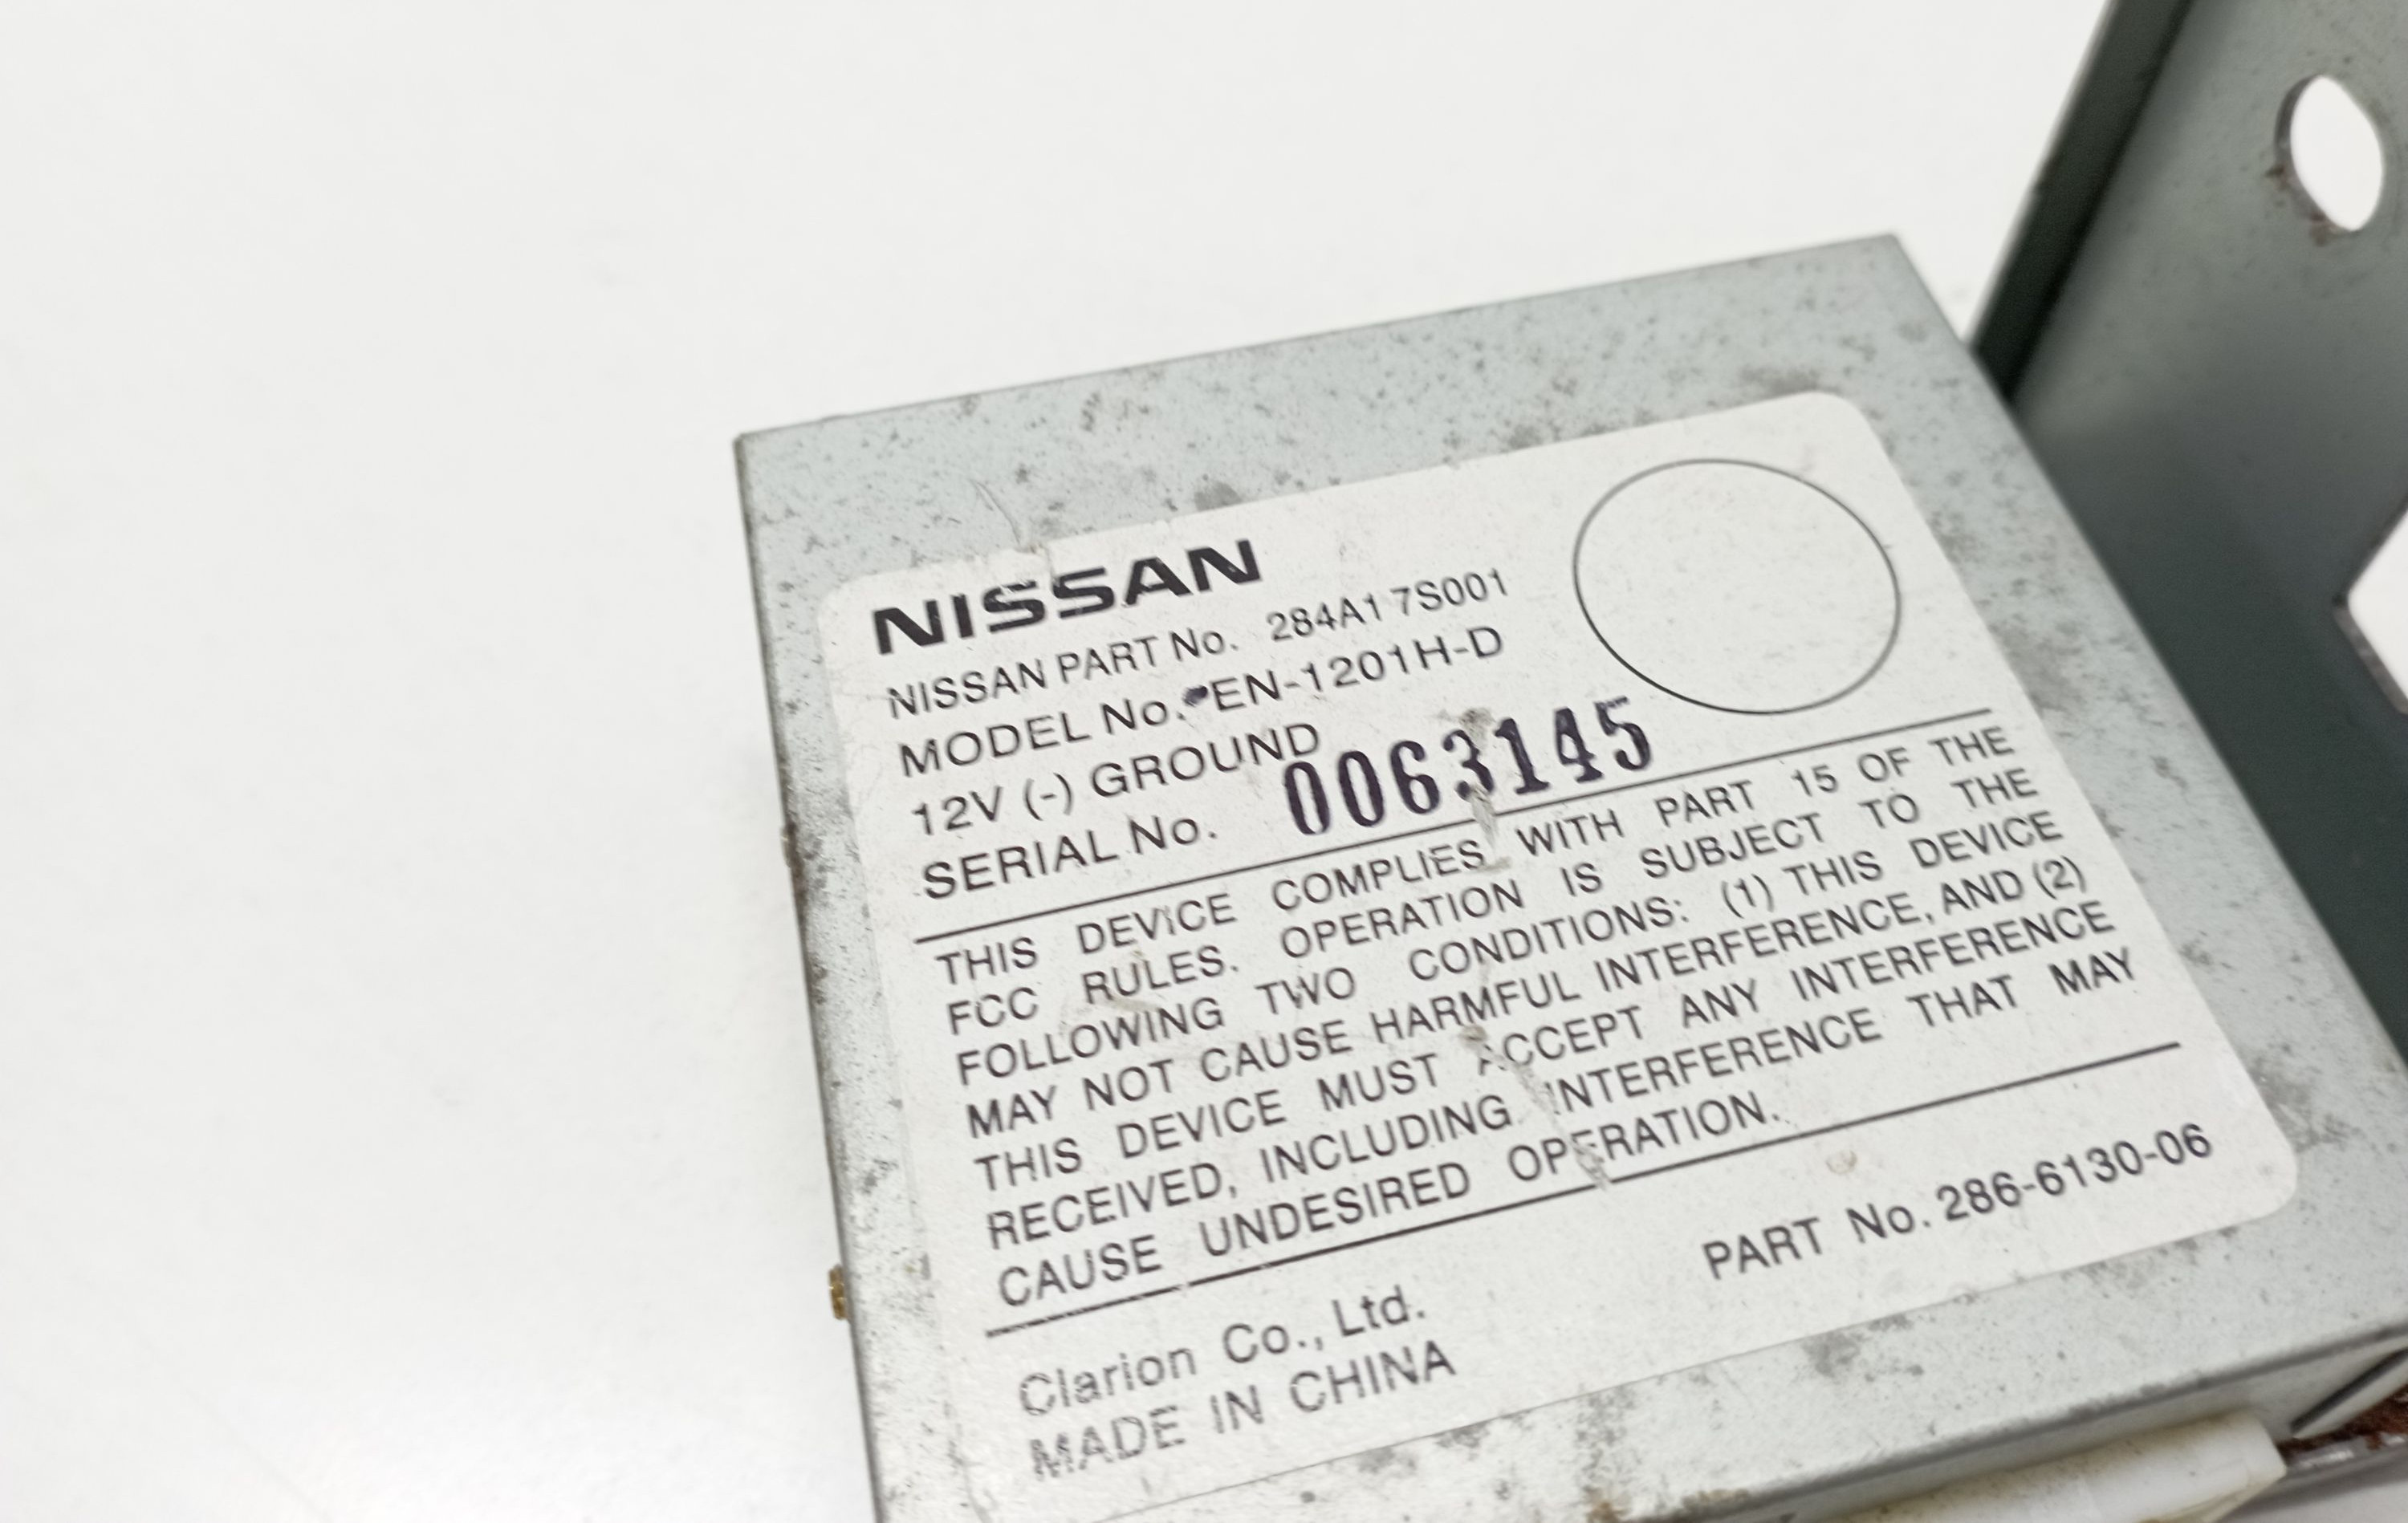 NISSAN
NISSAN PART No. 284A1 7S001
MODEL No. EN-1201H-D
12V (-) GROUND
SERIAL No. 0063145
THIS DEVICE COMPLIES WITH PART 15 OF THE
FCC RULES. OPERATION IS SUBJECT TO THE
FOLLOWING TWO CONDITIONS: (1) THIS DEVICE
MAY NOT CAUSE HARMFUL INTERFERENCE, AND (2)
THIS DEVICE MUST ACCEPT ANY INTERFERENCE
RECEIVED, INCLUDING INTERFERENCE THAT MAY
CAUSE UNDESIRED OPERATION.
Clarion Co., Ltd. PART No. 286-6130-06
MADE IN CHINA